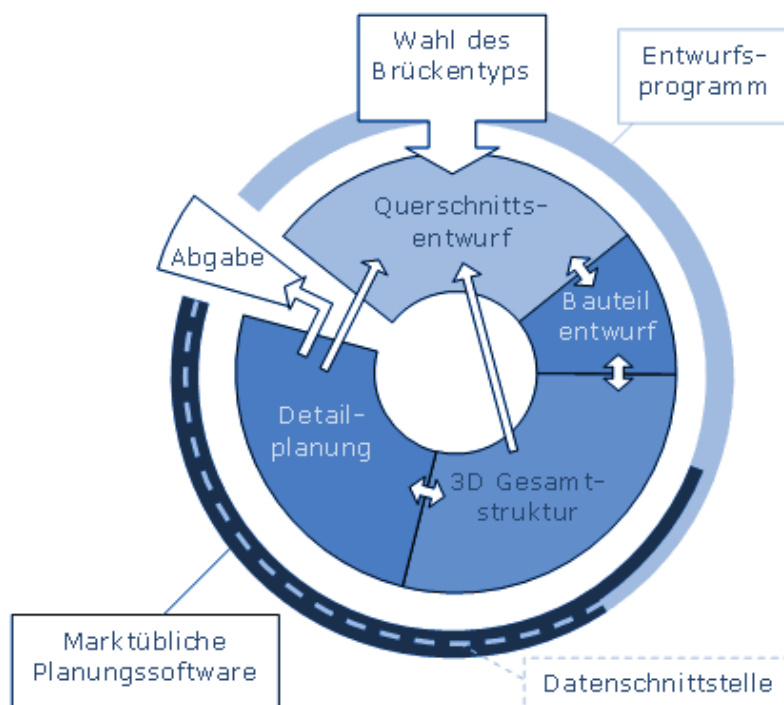 Wahl des
Brückentyps
Entwurfs-
programm
Querschnitts-
entwurf
Abgabe
Bauteil
entwurf
Detail-
planung
3D Gesamt-
struktur
Marktübliche
Planungssoftware
Datenschnittstelle